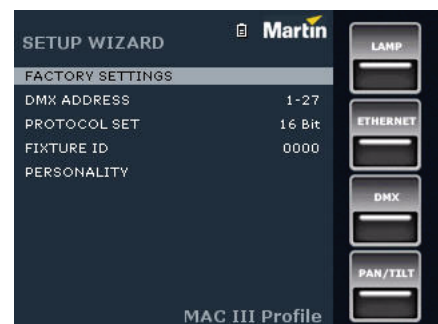 SETUP WIZARD
Martin
FACTORY SETTINGS
DMX ADDRESS 1-27
PROTOCOL SET 16 Bit
FIXTURE ID 0000
PERSONALITY
MAC III Profile
LAMP
ETHERNET
DMX
PAN/TILT